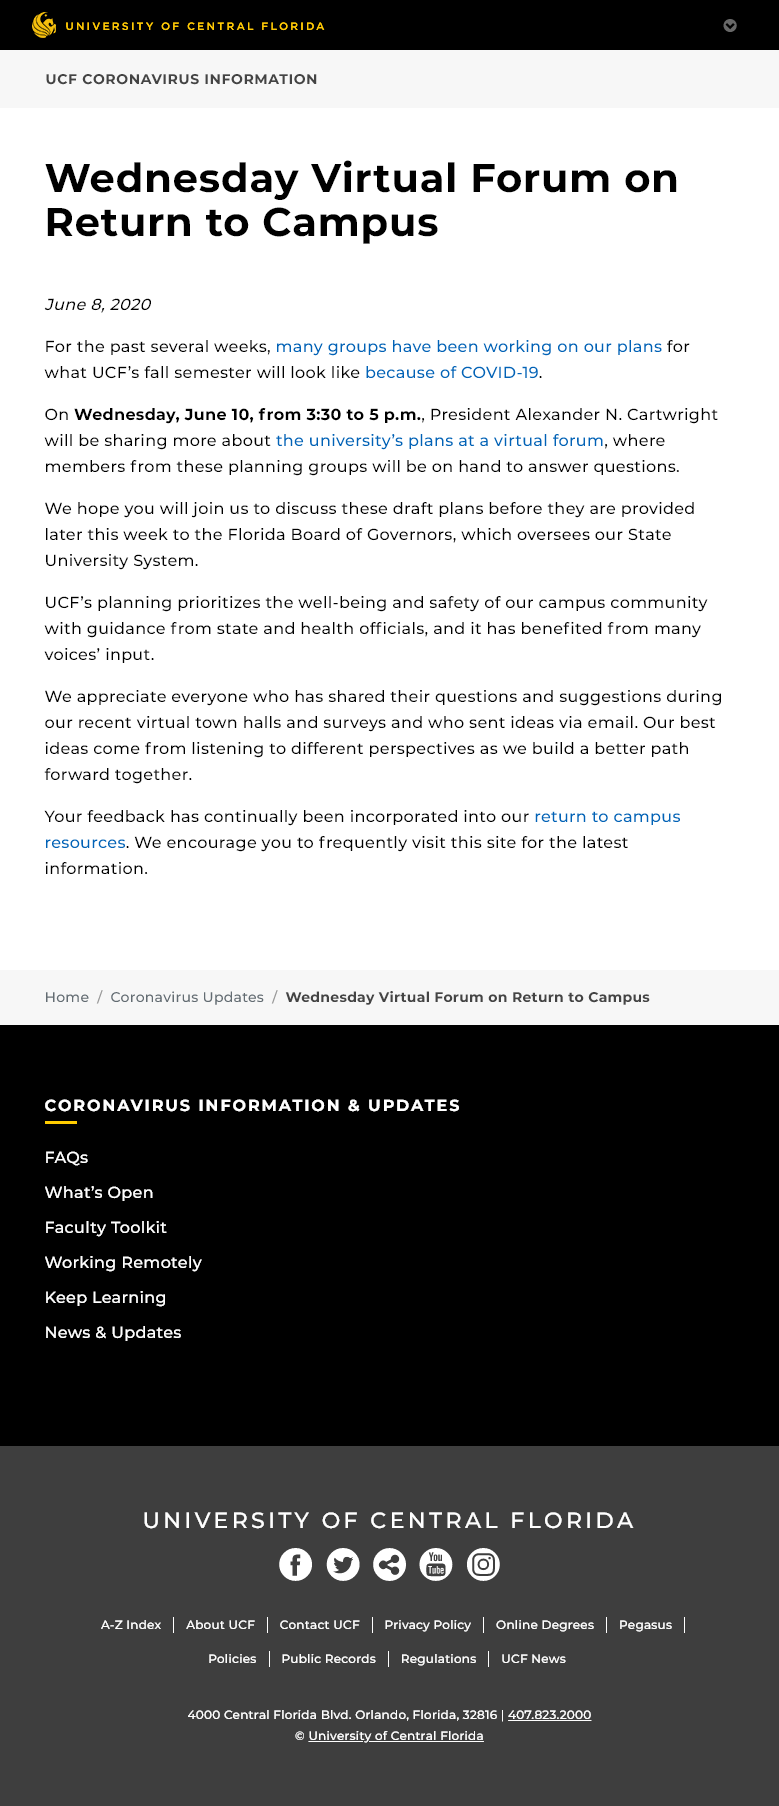 UNIVERSITY OF CENTRAL FLORIDA
UCF CORONAVIRUS INFORMATION
Wednesday Virtual Forum on
Return to Campus
June 8, 2020
For the past several weeks, many groups have been working on our plans for
what UCF’s fall semester will look like because of COVID-19.
On Wednesday, June 10, from 3:30 to 5 p.m., President Alexander N. Cartwright
will be sharing more about the university’s plans at a virtual forum, where
members from these planning groups will be on hand to answer questions.
We hope you will join us to discuss these draft plans before they are provided
later this week to the Florida Board of Governors, which oversees our State
University System.
UCF’s planning prioritizes the well-being and safety of our campus community
with guidance from state and health officials, and it has benefited from many
voices’ input.
We appreciate everyone who has shared their questions and suggestions during
our recent virtual town halls and surveys and who sent ideas via email. Our best
ideas come from listening to different perspectives as we build a better path
forward together.
Your feedback has continually been incorporated into our return to campus
resources. We encourage you to frequently visit this site for the latest
information.
Home / Coronavirus Updates / Wednesday Virtual Forum on Return to Campus
CORONAVIRUS INFORMATION & UPDATES
FAQs
What’s Open
Faculty Toolkit
Working Remotely
Keep Learning
News & Updates
UNIVERSITY OF CENTRAL FLORIDA
You
Tube
A-Z Index | About UCF | Contact UCF | Privacy Policy | Online Degrees | Pegasus |
Policies | Public Records | Regulations | UCF News
4000 Central Florida Blvd. Orlando, Florida, 32816 | 407.823.2000
© University of Central Florida